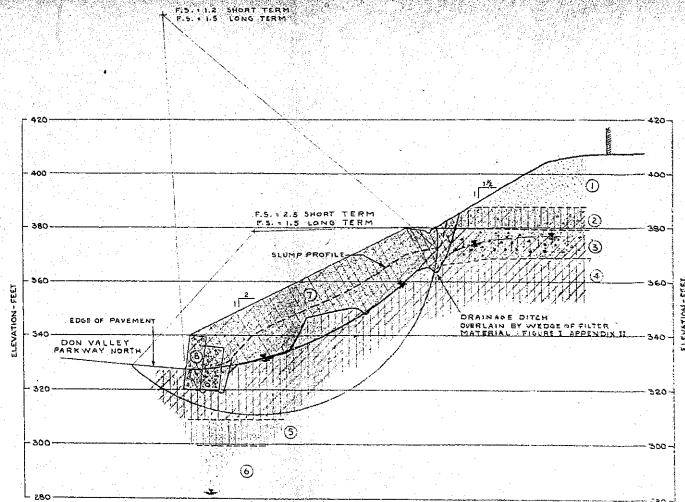 F.S. = 1.2 SHORT TERM
F.S. = 1.5 LONG TERM
420
420
400
400
1 1/2
1
①
F.S. = 2.5 SHORT TERM
F.S. = 1.5 LONG TERM
②
380
380
③
SLUMP PROFILE
④
360
360
2
1
⑦
DRAINAGE DITCH
OVERLAIN BY WEDGE OF FILTER
MATERIAL - FIGURE I APPENDIX II
EDGE OF PAVEMENT
340
340
DON VALLEY
PARKWAY NORTH
⑧
320
320
⑤
300
300
⑥
280
ELEVATION - FEET
ELEVATION - FEET